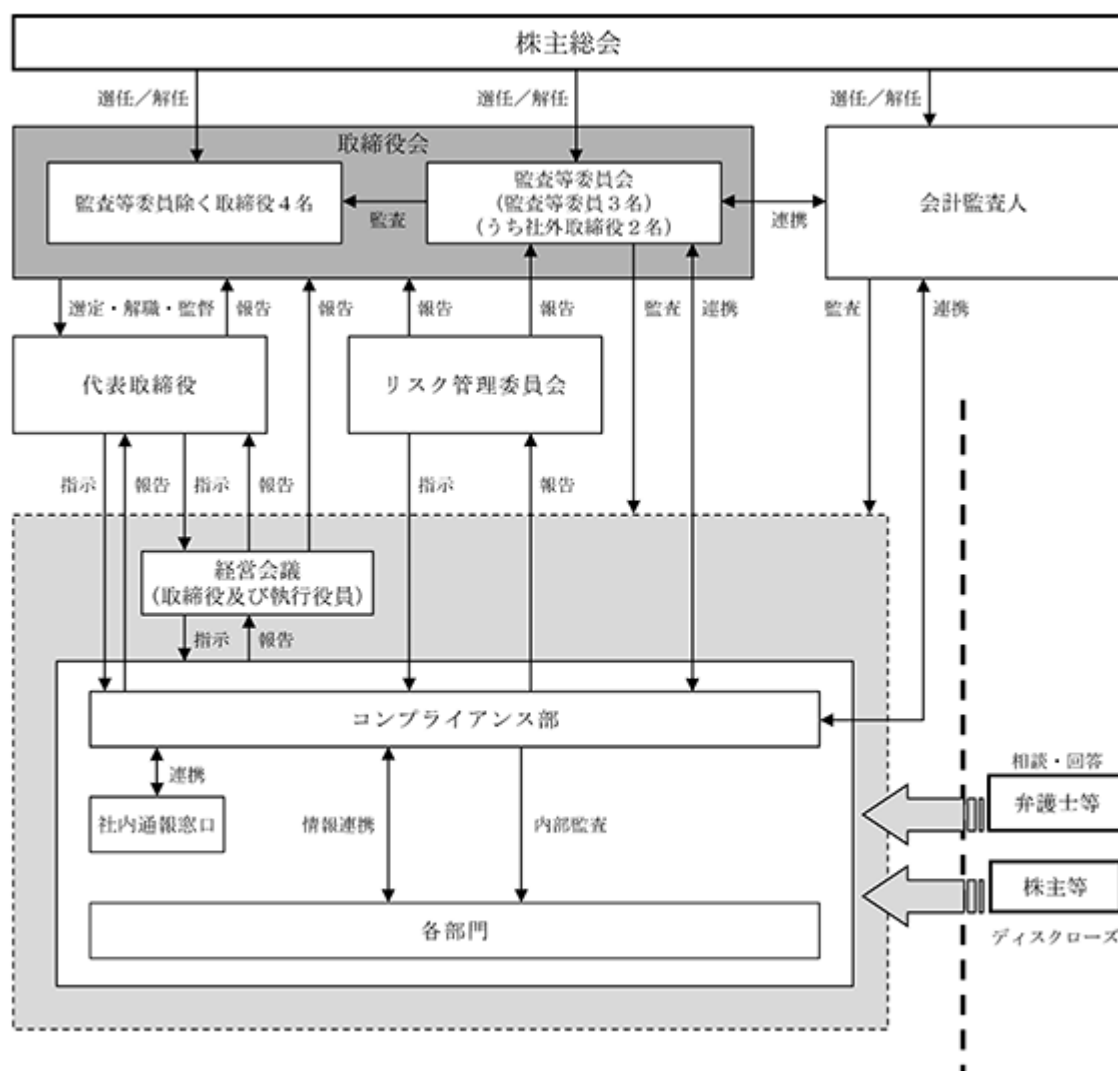 株主総会
選任／解任
選任／解任
選任／解任
取締役会
監査等委員除く取締役４名
監査
監査等委員会
（監査等委員３名）
（うち社外取締役２名）
連携
会計監査人
選定・解職・監督
報告
報告
報告
報告
監査
連携
監査
連携
代表取締役
リスク管理委員会
指示
報告
指示
報告
指示
報告
経営会議
（取締役及び執行役員）
指示
報告
コンプライアンス部
連携
社内通報窓口
情報連携
内部監査
各部門
相談・回答
弁護士等
株主等
ディスクローズ